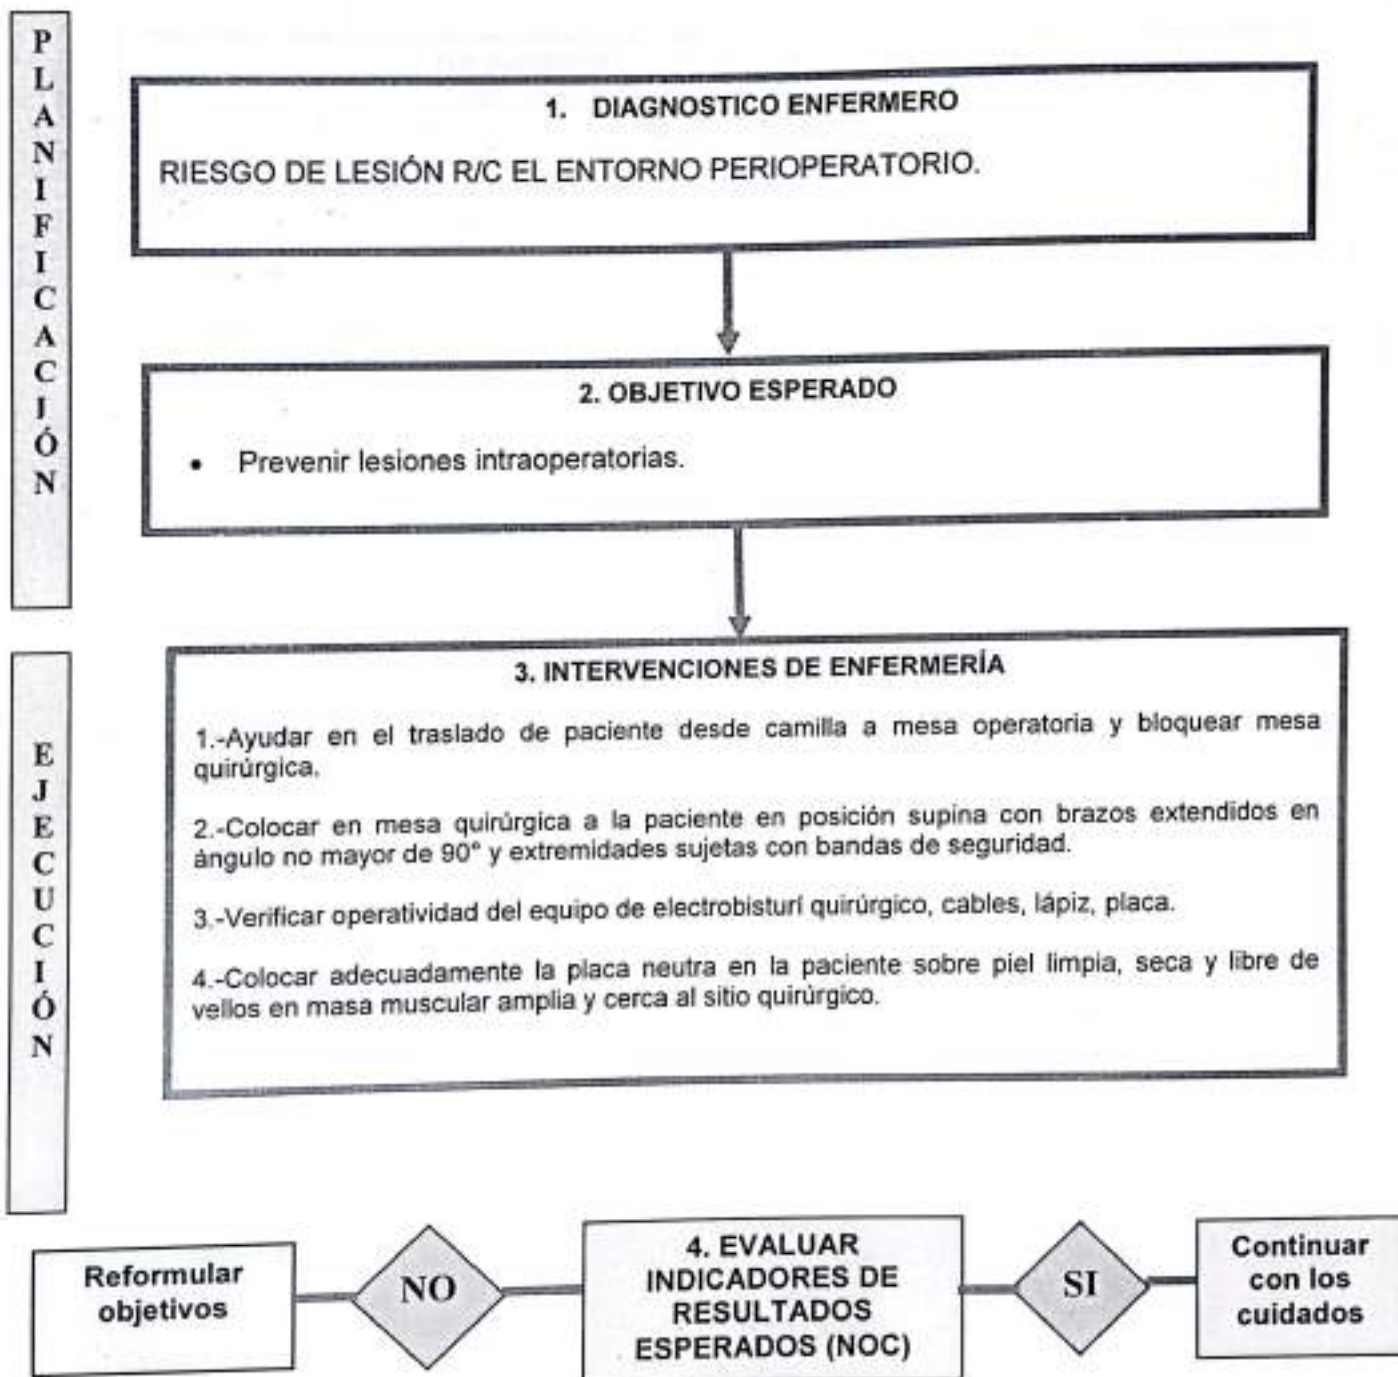 PLANIFICACIÓN
1. DIAGNOSTICO ENFERMERO
RIESGO DE LESIÓN R/C EL ENTORNO PERIOPERATORIO.
2. OBJETIVO ESPERADO
• Prevenir lesiones intraoperatorias.
EJECUCIÓN
3. INTERVENCIONES DE ENFERMERÍA
1.-Ayudar en el traslado de paciente desde camilla a mesa operatoria y bloquear mesa
quirúrgica.
2.-Colocar en mesa quirúrgica a la paciente en posición supina con brazos extendidos en
ángulo no mayor de 90° y extremidades sujetas con bandas de seguridad.
3.-Verificar operatividad del equipo de electrobisturí quirúrgico, cables, lápiz, placa.
4.-Colocar adecuadamente la placa neutra en la paciente sobre piel limpia, seca y libre de
vellos en masa muscular amplia y cerca al sitio quirúrgico.
Reformular
objetivos
NO
4. EVALUAR
INDICADORES DE
RESULTADOS
ESPERADOS (NOC)
SI
Continuar
con los
cuidados